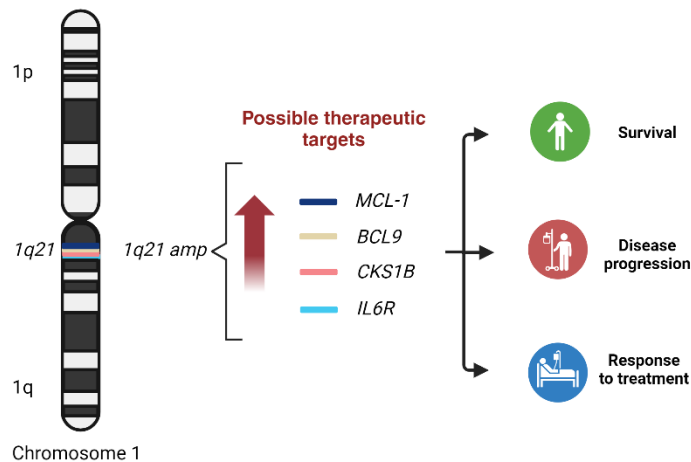 1p
Possible therapeutic
targets
Survival
MCL-1
1q21
1q21 amp
BCL9
Disease
progression
CKS1B
IL6R
Response
to treatment
1q
Chromosome 1